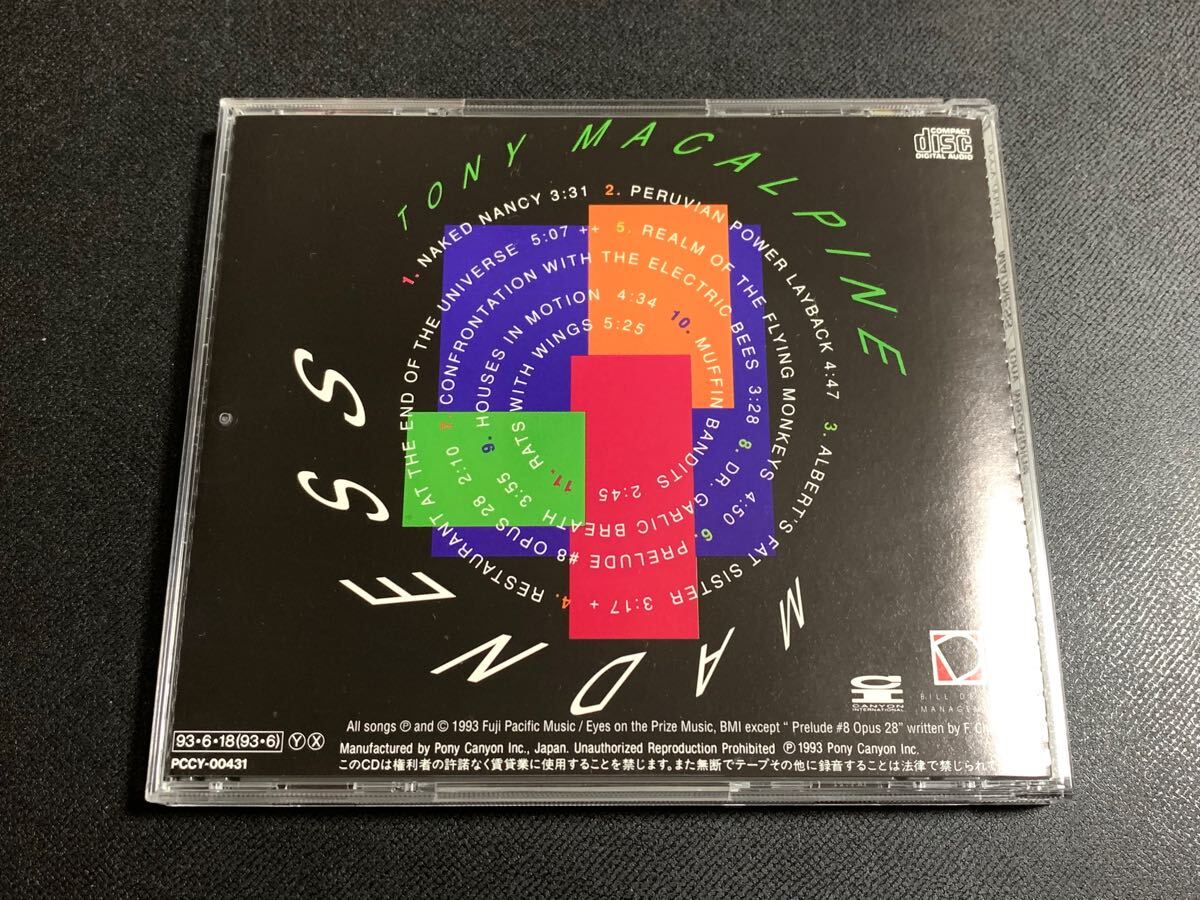 TONY MACALPINE
MADNESS
COMPACT
disc
DIGITAL AUDIO
1. NAKED NANCY 3:31
2. PERUVIAN POWER LAYBACK 4:47
3. ALBERT'S FAT SISTER 3:17 +
4. RESTAURANT AT THE END OF THE UNIVERSE 5:07 ++
5. REALM OF THE FLYING MONKEYS 4:50
6. PRELUDE #8 OPUS 28 2:10
7. CONFRONTATION WITH THE ELECTRIC BEES 3:28
8. DR. GARLIC BREATH 3:55
9. HOUSES IN MOTION 4:34
10. MUFFIN BANDITS 2:45
11. RATS WITH WINGS 5:25
CANYON
INTERNATIONAL
BILL
All songs ℗ and © 1993 Fuji Pacific Music / Eyes on the Prize Music, BMI except " Prelude #8 Opus 28" written by F.
93・6・18(93・6) Ⓨ Ⓧ
Manufactured by Pony Canyon Inc., Japan. Unauthorized Reproduction Prohibited ℗ 1993 Pony Canyon Inc.
PCCY-00431
このCDは権利者の許諾なく賃貸業に使用することを禁じます。また無断でテープその他に録音することは法律で禁じられて